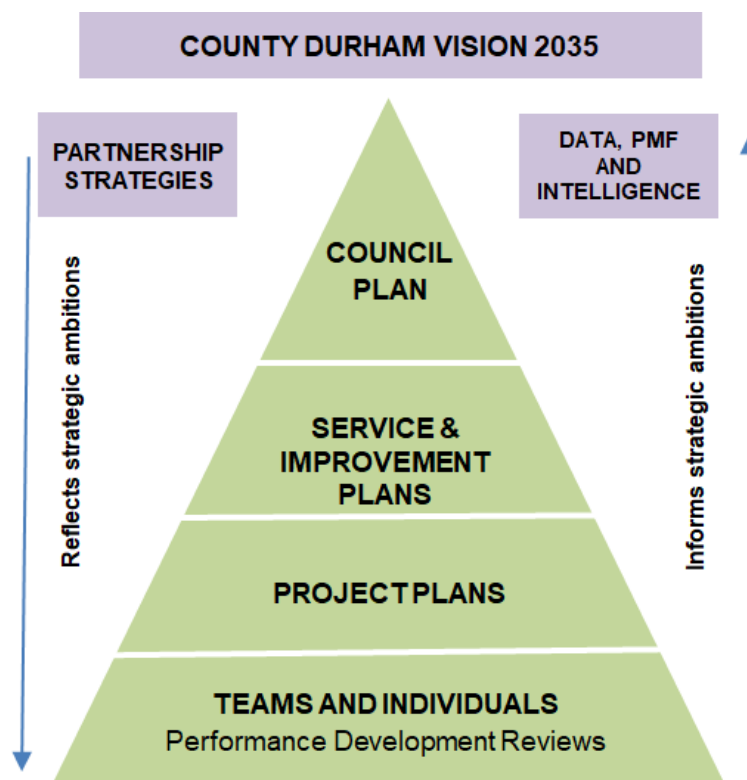 COUNTY DURHAM VISION 2035
PARTNERSHIP
STRATEGIES
DATA, PMF
AND
INTELLIGENCE
COUNCIL
PLAN
Reflects strategic ambitions
Informs strategic ambitions
SERVICE &
IMPROVEMENT
PLANS
PROJECT PLANS
TEAMS AND INDIVIDUALS
Performance Development Reviews